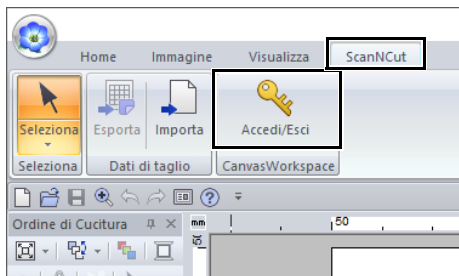 Home Immagine Visualizza ScanNCut
Seleziona Esporta Importa Accedi/Esci
Seleziona Dati di taglio CanvasWorkspace
Ordine di Cucitura mm 50
50